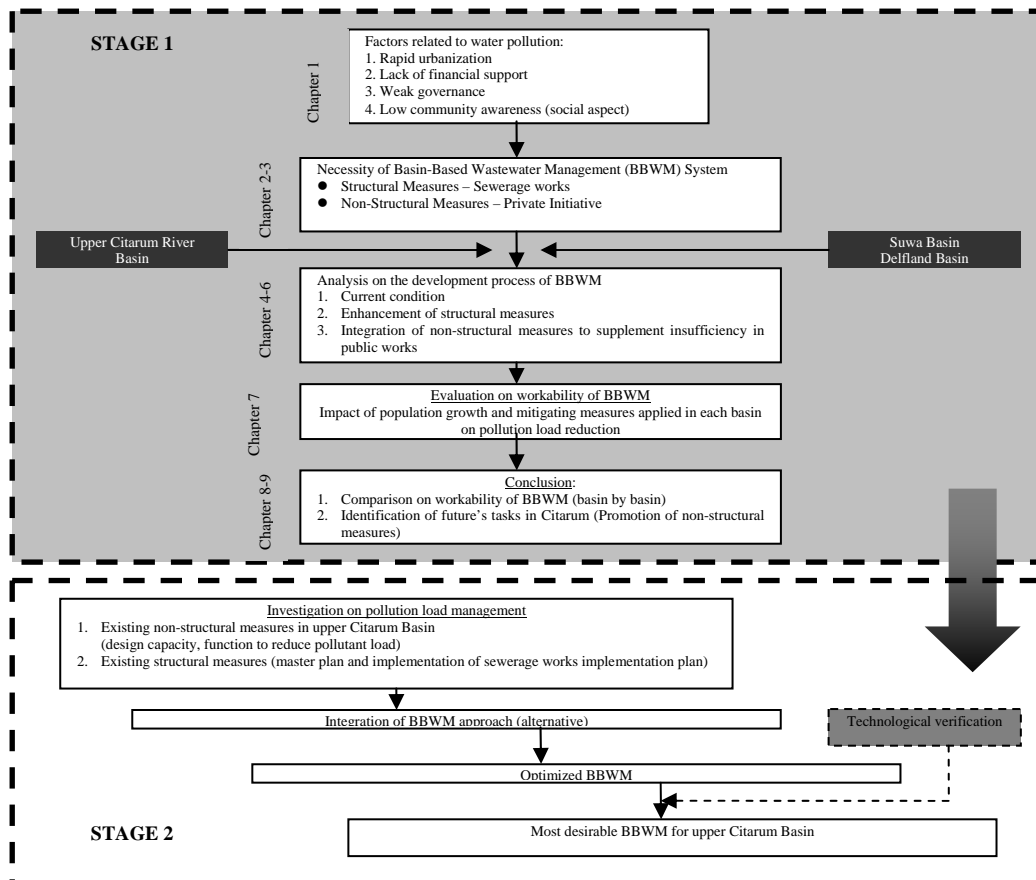 STAGE 1
Chapter 1
Factors related to water pollution:
1. Rapid urbanization
2. Lack of financial support
3. Weak governance
4. Low community awareness (social aspect)
Chapter 2-3
Necessity of Basin-Based Wastewater Management (BBWM) System
● Structural Measures – Sewerage works
● Non-Structural Measures – Private Initiative
Upper Citarum River
Basin
Suwa Basin
Delfland Basin
Chapter 4-6
Analysis on the development process of BBWM
1. Current condition
2. Enhancement of structural measures
3. Integration of non-structural measures to supplement insufficiency in
public works
Chapter 7
Evaluation on workability of BBWM
Impact of population growth and mitigating measures applied in each basin
on pollution load reduction
Chapter 8-9
Conclusion:
1. Comparison on workability of BBWM (basin by basin)
2. Identification of future's tasks in Citarum (Promotion of non-structural
measures)
Investigation on pollution load management
1. Existing non-structural measures in upper Citarum Basin
(design capacity, function to reduce pollutant load)
2. Existing structural measures (master plan and implementation of sewerage works implementation plan)
Integration of BBWM approach (alternative)
Technological verification
Optimized BBWM
Most desirable BBWM for upper Citarum Basin
STAGE 2